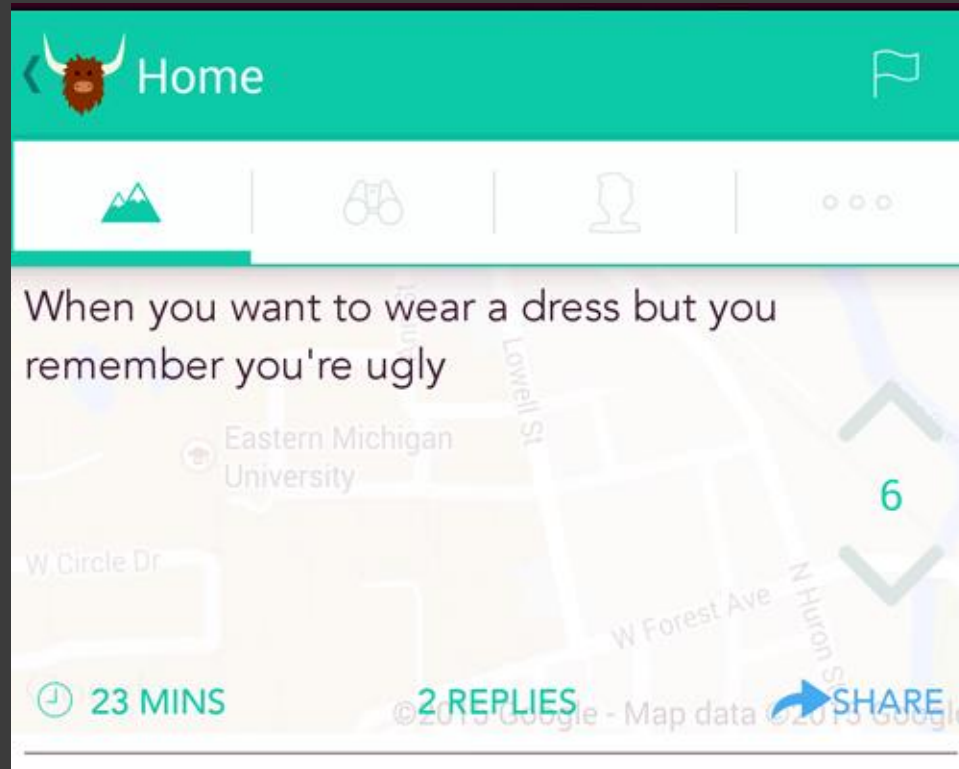 Home
When you want to wear a dress but you
remember you're ugly
Lowell St
Eastern Michigan
University
6
W Circle Dr
W Forest Ave
N Huron St
23 MINS
2 REPLIES
SHARE
Google - Map data ©2015 Google